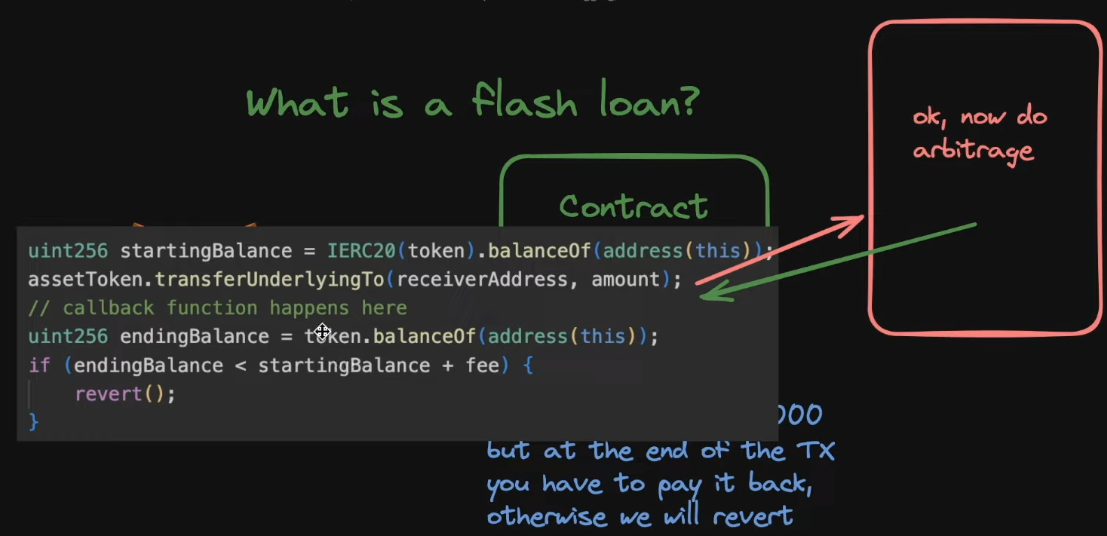 What is a flash loan?
ok, now do
arbitrage
Contract
uint256 startingBalance = IERC20(token).balanceOf(address(this));
assetToken.transferUnderlyingTo(receiverAddress, amount);
// callback function happens here
uint256 endingBalance = token.balanceOf(address(this));
if (endingBalance < startingBalance + fee) {
revert();
}
000
but at the end of the TX
you have to pay it back,
otherwise we will revert